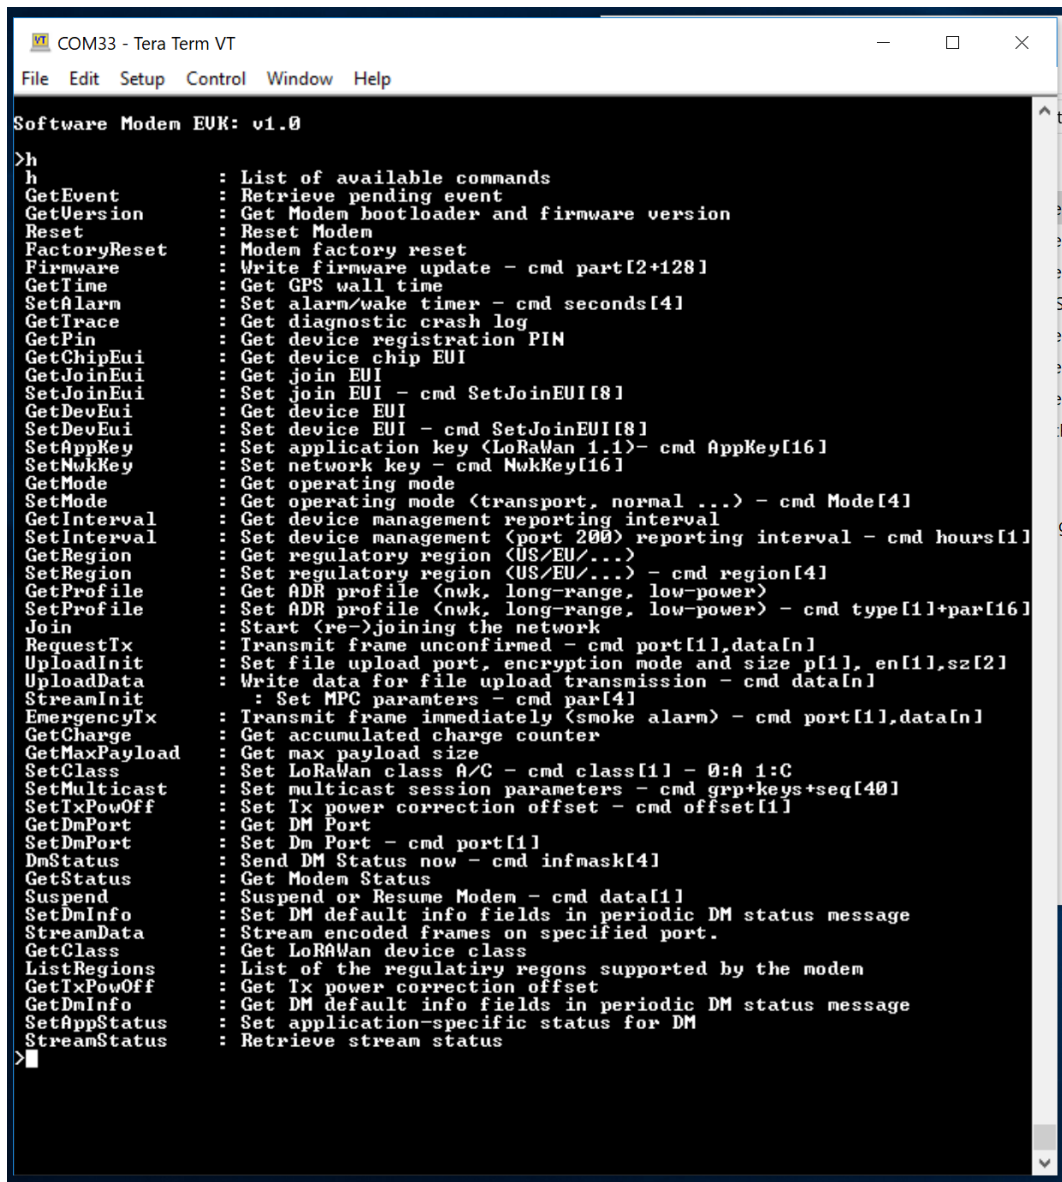 COM33 - Tera Term VT
File Edit Setup Control Window Help
Software Modem EVK: v1.0
>h
h : List of available commands
GetEvent : Retrieve pending event
GetVersion : Get Modem bootloader and firmware version
Reset : Reset Modem
FactoryReset : Modem factory reset
Firmware : Write firmware update - cmd part[2+128]
GetTime : Get GPS wall time
SetAlarm : Set alarm/wake timer - cmd seconds[4]
GetTrace : Get diagnostic crash log
GetPin : Get device registration PIN
GetChipEui : Get device chip EUI
GetJoinEui : Get join EUI
SetJoinEui : Set join EUI - cmd SetJoinEUI[8]
GetDevEui : Get device EUI
SetDevEui : Set device EUI - cmd SetJoinEUI[8]
SetAppKey : Set application key (LoRaWan 1.1)- cmd AppKey[16]
SetNwkKey : Set network key - cmd NwkKey[16]
GetMode : Get operating mode
SetMode : Get operating mode (transport, normal ...) - cmd Mode[4]
GetInterval : Get device management reporting interval
SetInterval : Set device management (port 200) reporting interval - cmd hours[1]
GetRegion : Get regulatory region (US/EU/...)
SetRegion : Set regulatory region (US/EU/...) - cmd region[4]
GetProfile : Get ADR profile (nwk, long-range, low-power)
SetProfile : Set ADR profile (nwk, long-range, low-power) - cmd type[1]+par[16]
Join : Start (re-)joining the network
RequestTx : Transmit frame unconfirmed - cmd port[1],data[n]
UploadInit : Set file upload port, encryption mode and size p[1], en[1],sz[2]
UploadData : Write data for file upload transmission - cmd data[n]
StreamInit : Set MPC paramters - cmd par[4]
EmergencyTx : Transmit frame immediately (smoke alarm) - cmd port[1],data[n]
GetCharge : Get accumulated charge counter
GetMaxPayload : Get max payload size
SetClass : Set LoRaWan class A/C - cmd class[1] - 0:A 1:C
SetMulticast : Set multicast session parameters - cmd grp+keys+seq[40]
SetTxPowOff : Set Tx power correction offset - cmd offset[1]
GetDmPort : Get DM Port
SetDmPort : Set Dm Port - cmd port[1]
DmStatus : Send DM Status now - cmd infmask[4]
GetStatus : Get Modem Status
Suspend : Suspend or Resume Modem - cmd data[1]
SetDmInfo : Set DM default info fields in periodic DM status message
StreamData : Stream encoded frames on specified port.
GetClass : Get LoRAWan device class
ListRegions : List of the regulatiry regons supported by the modem
GetTxPowOff : Get Tx power correction offset
GetDmInfo : Get DM default info fields in periodic DM status message
SetAppStatus : Set application-specific status for DM
StreamStatus : Retrieve stream status
>